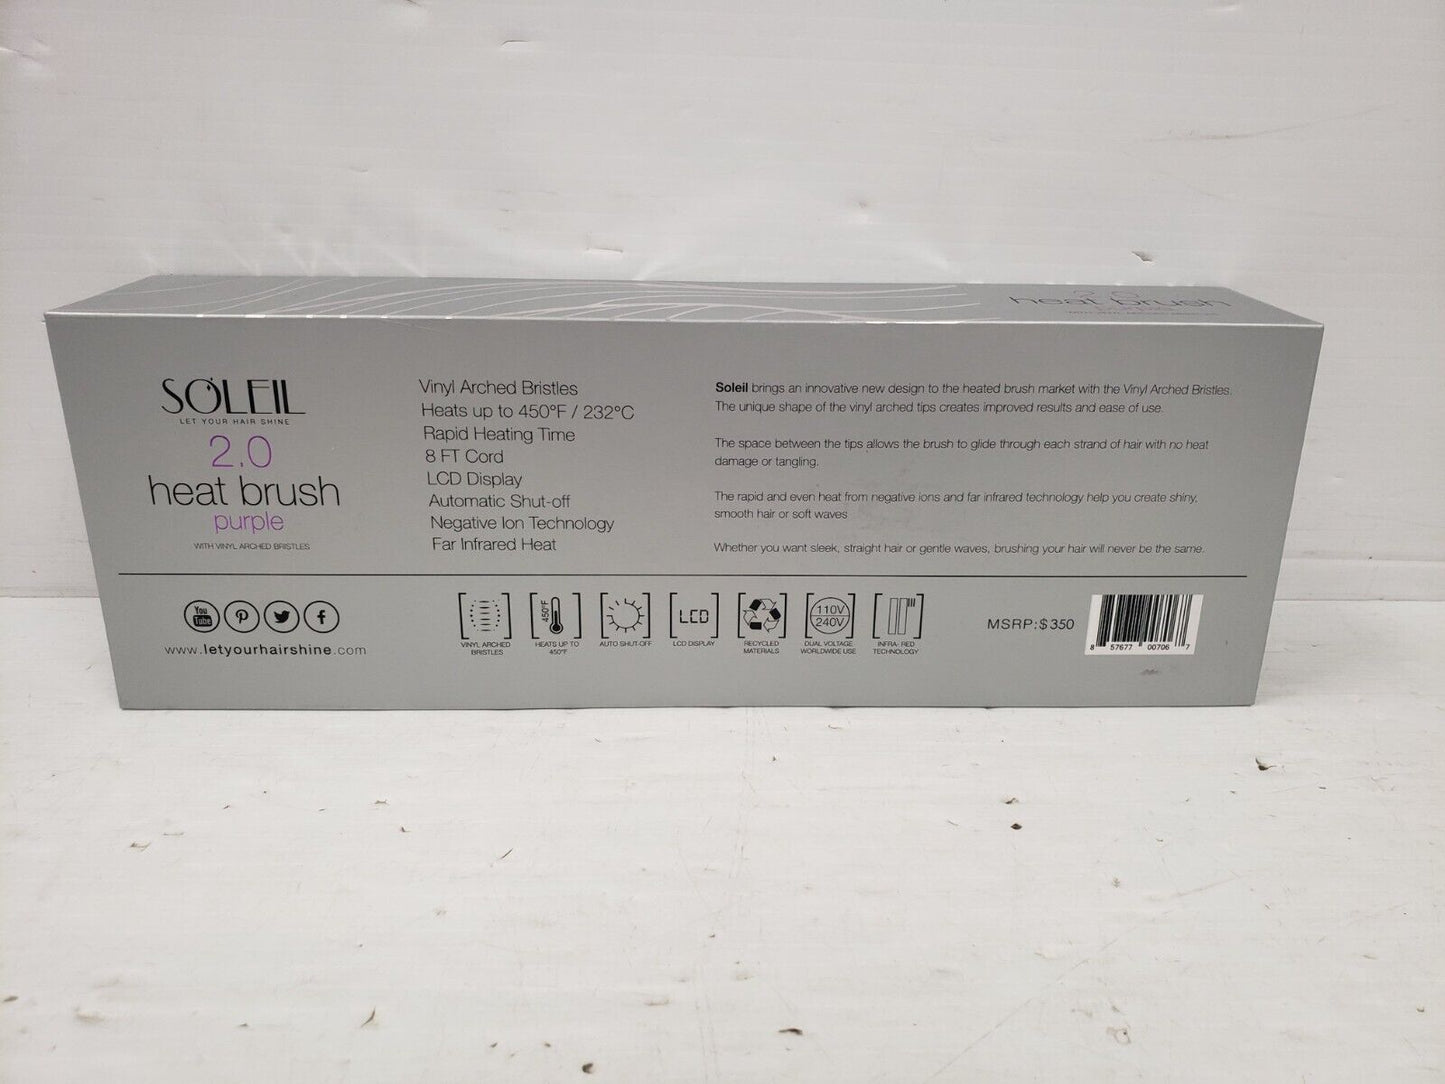 2.0
heat brush
SOLEIL
LET YOUR HAIR SHINE
2.0
heat brush
purple
WITH VINYL ARCHED BRISTLES
Vinyl Arched Bristles
Heats up to 450°F / 232°C
Rapid Heating Time
8 FT Cord
LCD Display
Automatic Shut-off
Negative Ion Technology
Far Infrared Heat
Soleil brings an innovative new design to the heated brush market with the Vinyl Arched Bristles.
The unique shape of the vinyl arched tips creates improved results and ease of use.
The space between the tips allows the brush to glide through each strand of hair with no heat
damage or tangling.
The rapid and even heat from negative ions and far infrared technology help you create shiny,
smooth hair or soft waves
Whether you want sleek, straight hair or gentle waves, brushing your hair will never be the same.
You
Tube
www.letyourhairshine.com
VINYL ARCHED
BRISTLES
450°F
HEATS UP TO
450°F
AUTO SHUT-OFF
LCD
LCD DISPLAY
RECYCLED
MATERIALS
110V
240V
DUAL VOLTAGE
WORLDWIDE USE
INFRA- RED
TECHNOLOGY
MSRP:$350
8 57677 00706 7